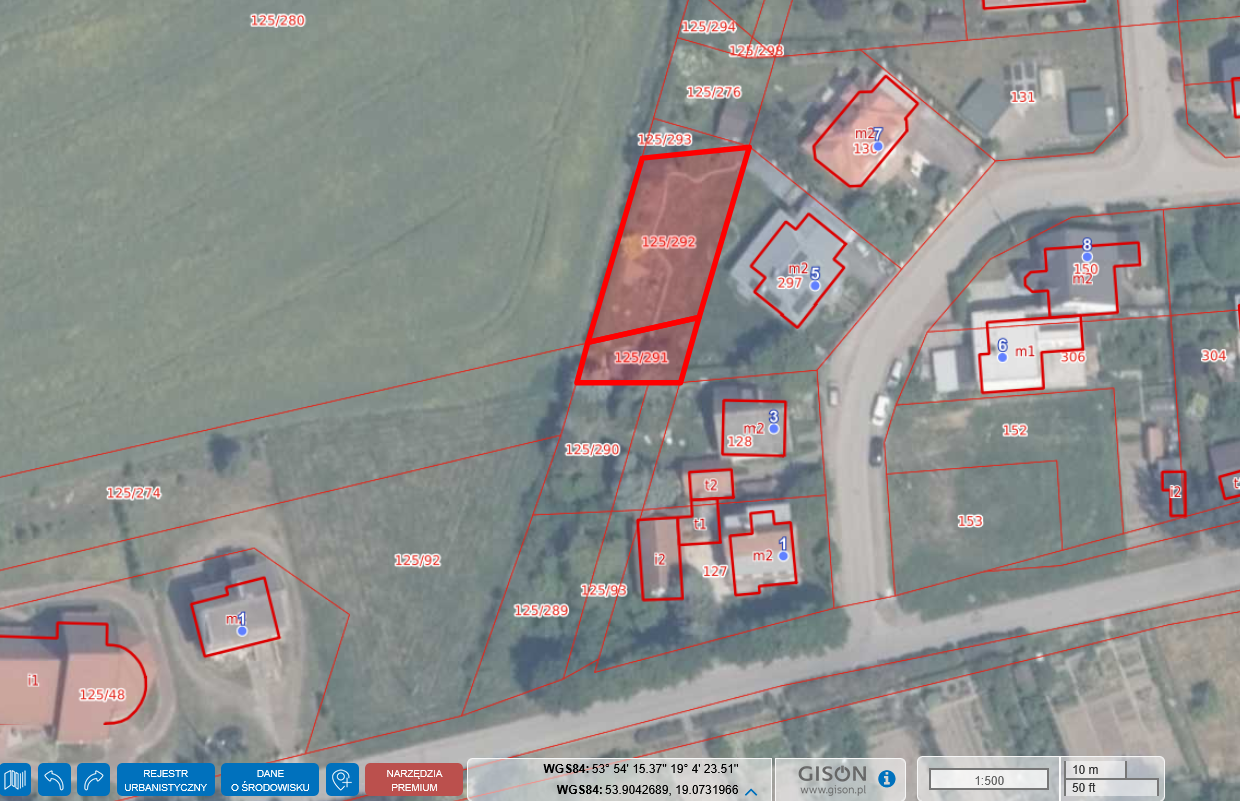 125/280
125/294
125/298
125/276
131
125/293
m2
7
125/292
m2
5
297
8
150
m2
6
m1
306
304
125/291
3
m2
128
125/290
152
125/274
t2
i2
t1
153
1
m2
i2
127
125/92
125/93
125/289
1
i1
125/48
REJESTR
URBANISTYCZNY
DANE
O ŚRODOWISKU
NARZĘDZIA
PREMIUM
WGS84: 53° 54' 15.37" 19° 4' 23.51"
WGS84: 53.9042689, 19.0731966
GISON
www.gison.pl
i
1:500
10 m
50 ft